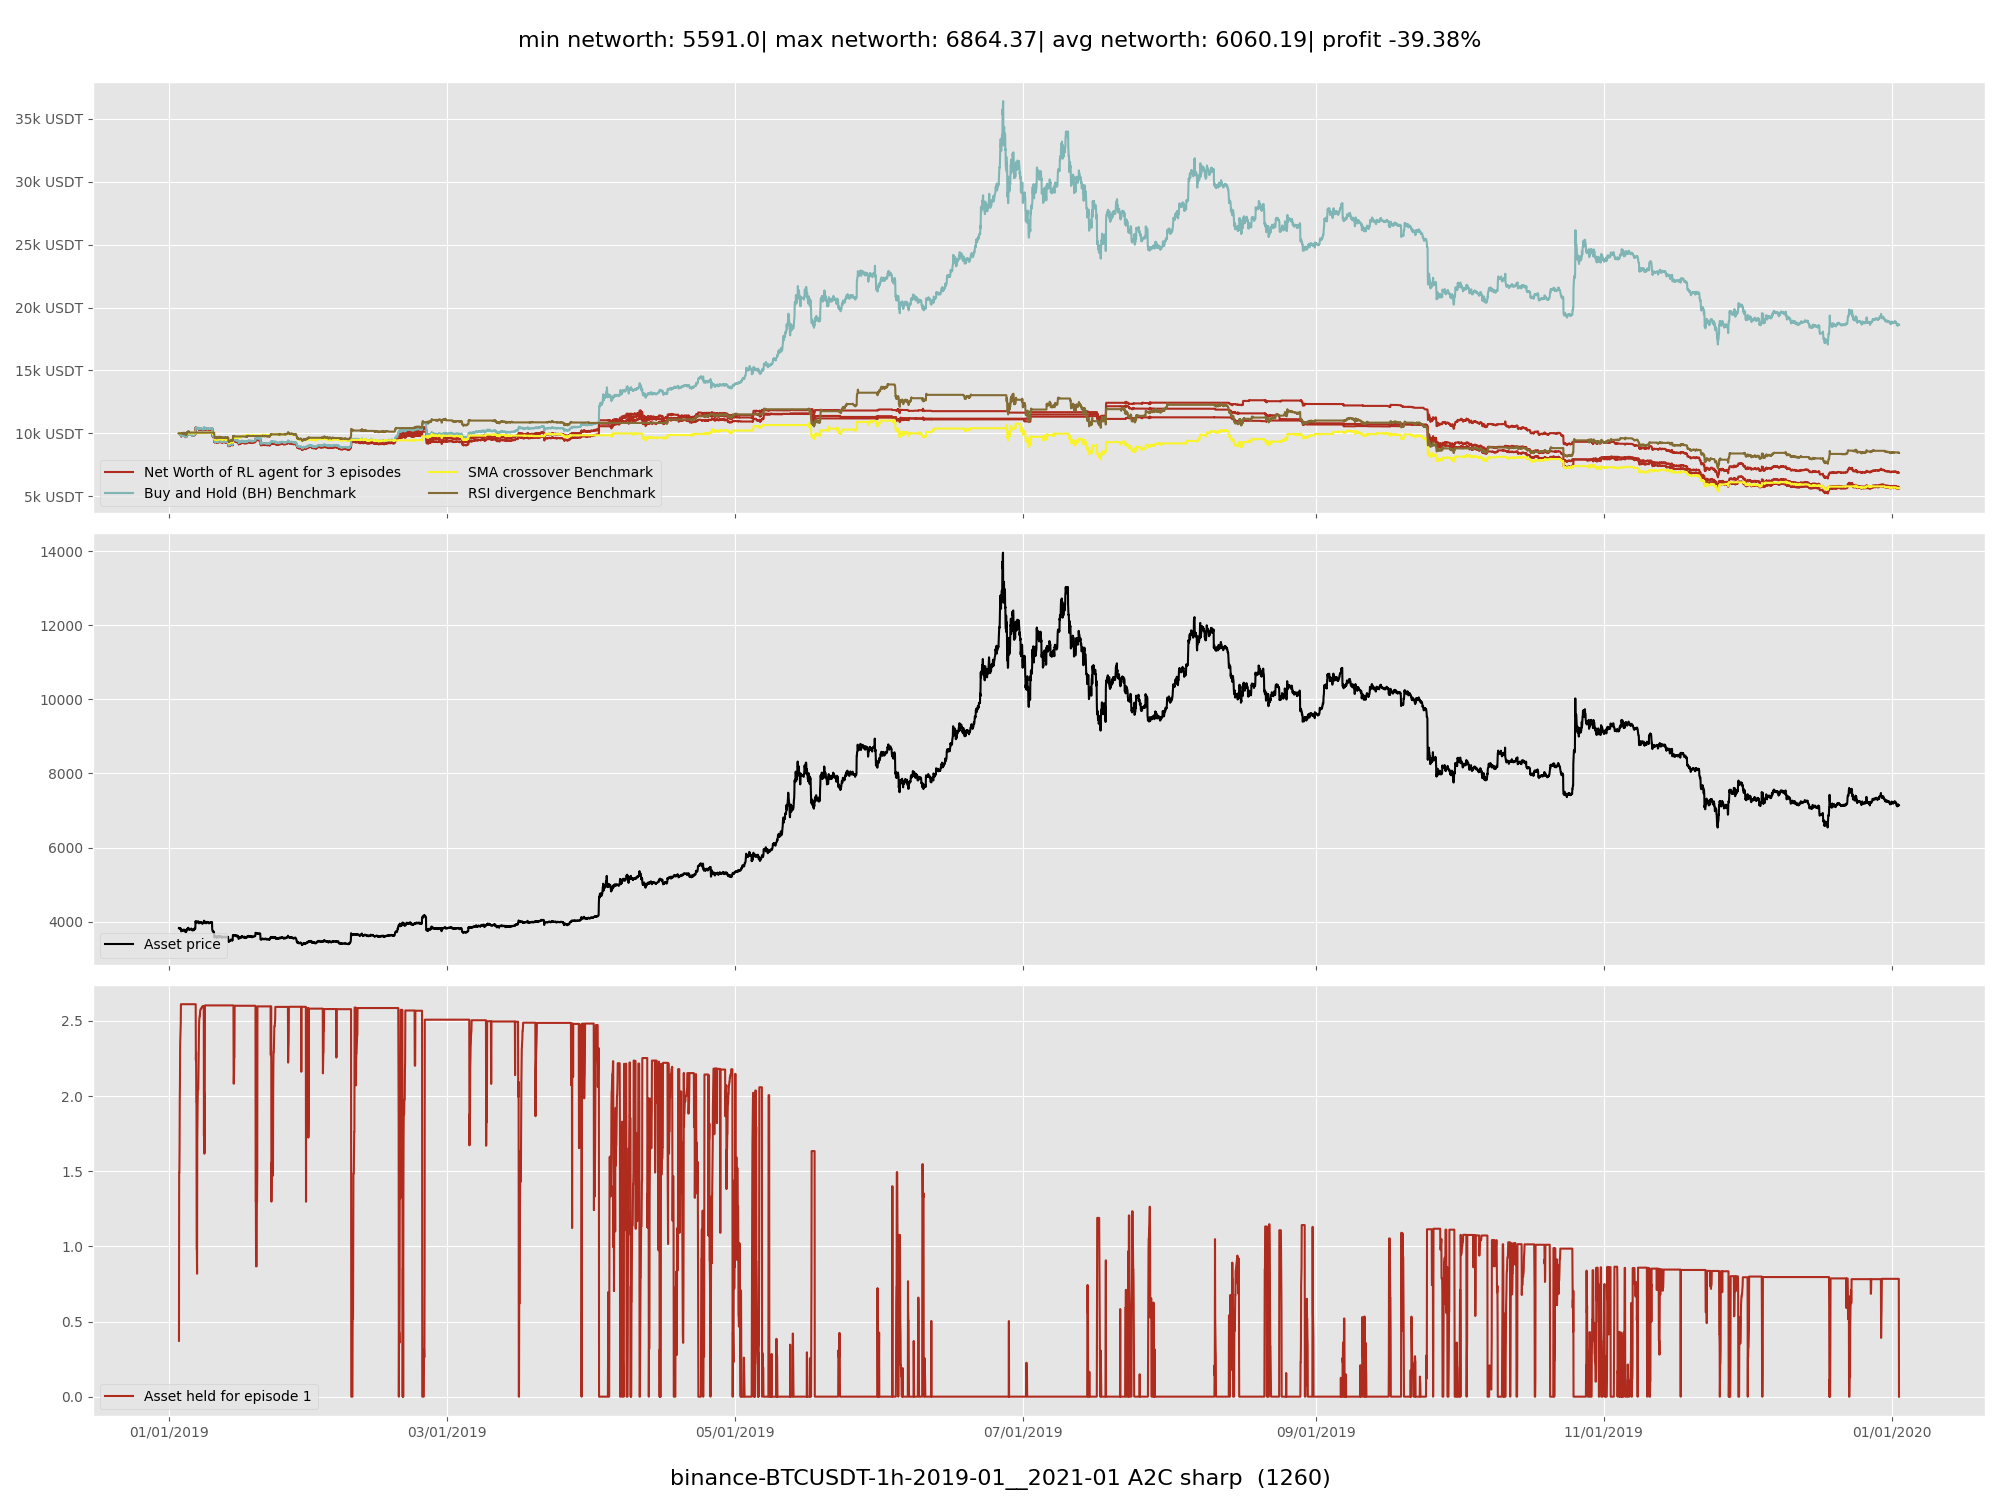 min networth: 5591.0| max networth: 6864.37| avg networth: 6060.19| profit -39.38%
35k USDT
30k USDT
25k USDT
20k USDT
15k USDT
10k USDT
5k USDT
Net Worth of RL agent for 3 episodes
Buy and Hold (BH) Benchmark
SMA crossover Benchmark
RSI divergence Benchmark
14000
12000
10000
8000
6000
4000
Asset price
2.5
2.0
1.5
1.0
0.5
0.0
Asset held for episode 1
01/01/2019 03/01/2019 05/01/2019 07/01/2019 09/01/2019 11/01/2019 01/01/2020
binance-BTCUSDT-1h-2019-01__2021-01 A2C sharp  (1260)